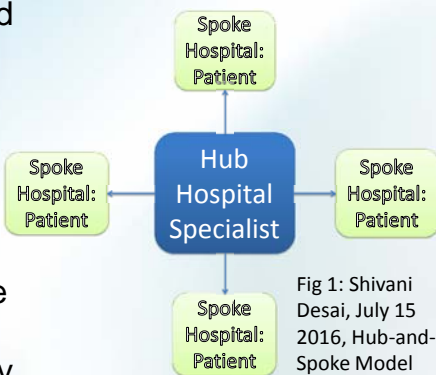 d
Spoke
Hospital:
Patient
Spoke
Hospital:
Patient
Hub
Hospital
Specialist
Spoke
Hospital:
Patient
e
y
Spoke
Hospital:
Patient
Fig 1: Shivani
Desai, July 15
2016, Hub-and-
Spoke Model